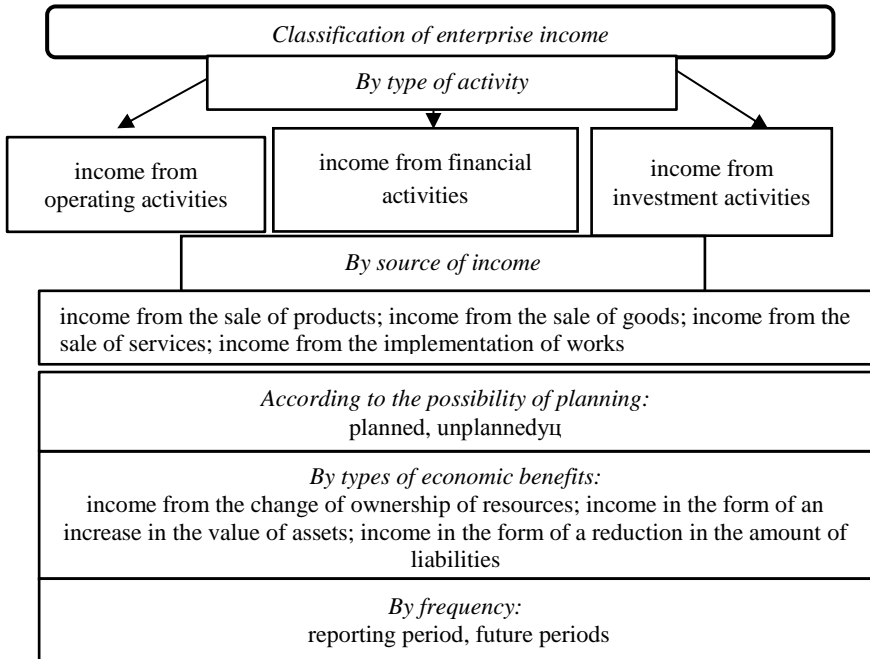 Classification of enterprise income
By type of activity
income from
operating activities
income from financial
activities
income from
investment activities
By source of income
income from the sale of products; income from the sale of goods; income from the
sale of services; income from the implementation of works
According to the possibility of planning:
planned, unplannedуц
By types of economic benefits:
income from the change of ownership of resources; income in the form of an
increase in the value of assets; income in the form of a reduction in the amount of
liabilities
By frequency:
reporting period, future periods